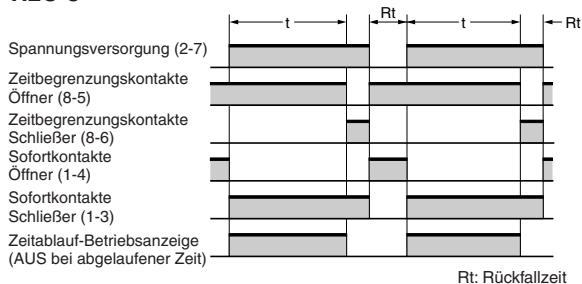 t
Rt
t
Rt
Spannungsversorgung (2-7)
Zeitbegrenzungskontakte
Öffner (8-5)
Zeitbegrenzungskontakte
Schließer (8-6)
Sofortkontakte
Öffner (1-4)
Sofortkontakte
Schließer (1-3)
Zeitablauf-Betriebsanzeige
(AUS bei abgelaufener Zeit)
Rt: Rückfallzeit